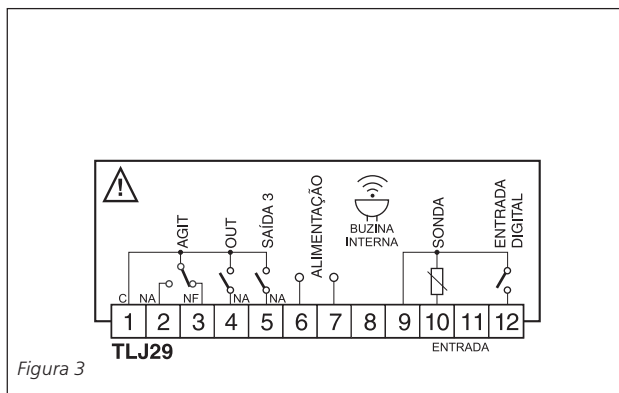 !
AGIT
OUT
SAÍDA 3
ALIMENTAÇÃO
BUZINA
INTERNA
SONDA
ENTRADA
DIGITAL
C NA NF NA NA
1 2 3 4 5 6 7 8 9 10 11 12
TLJ29
ENTRADA
Figura 3